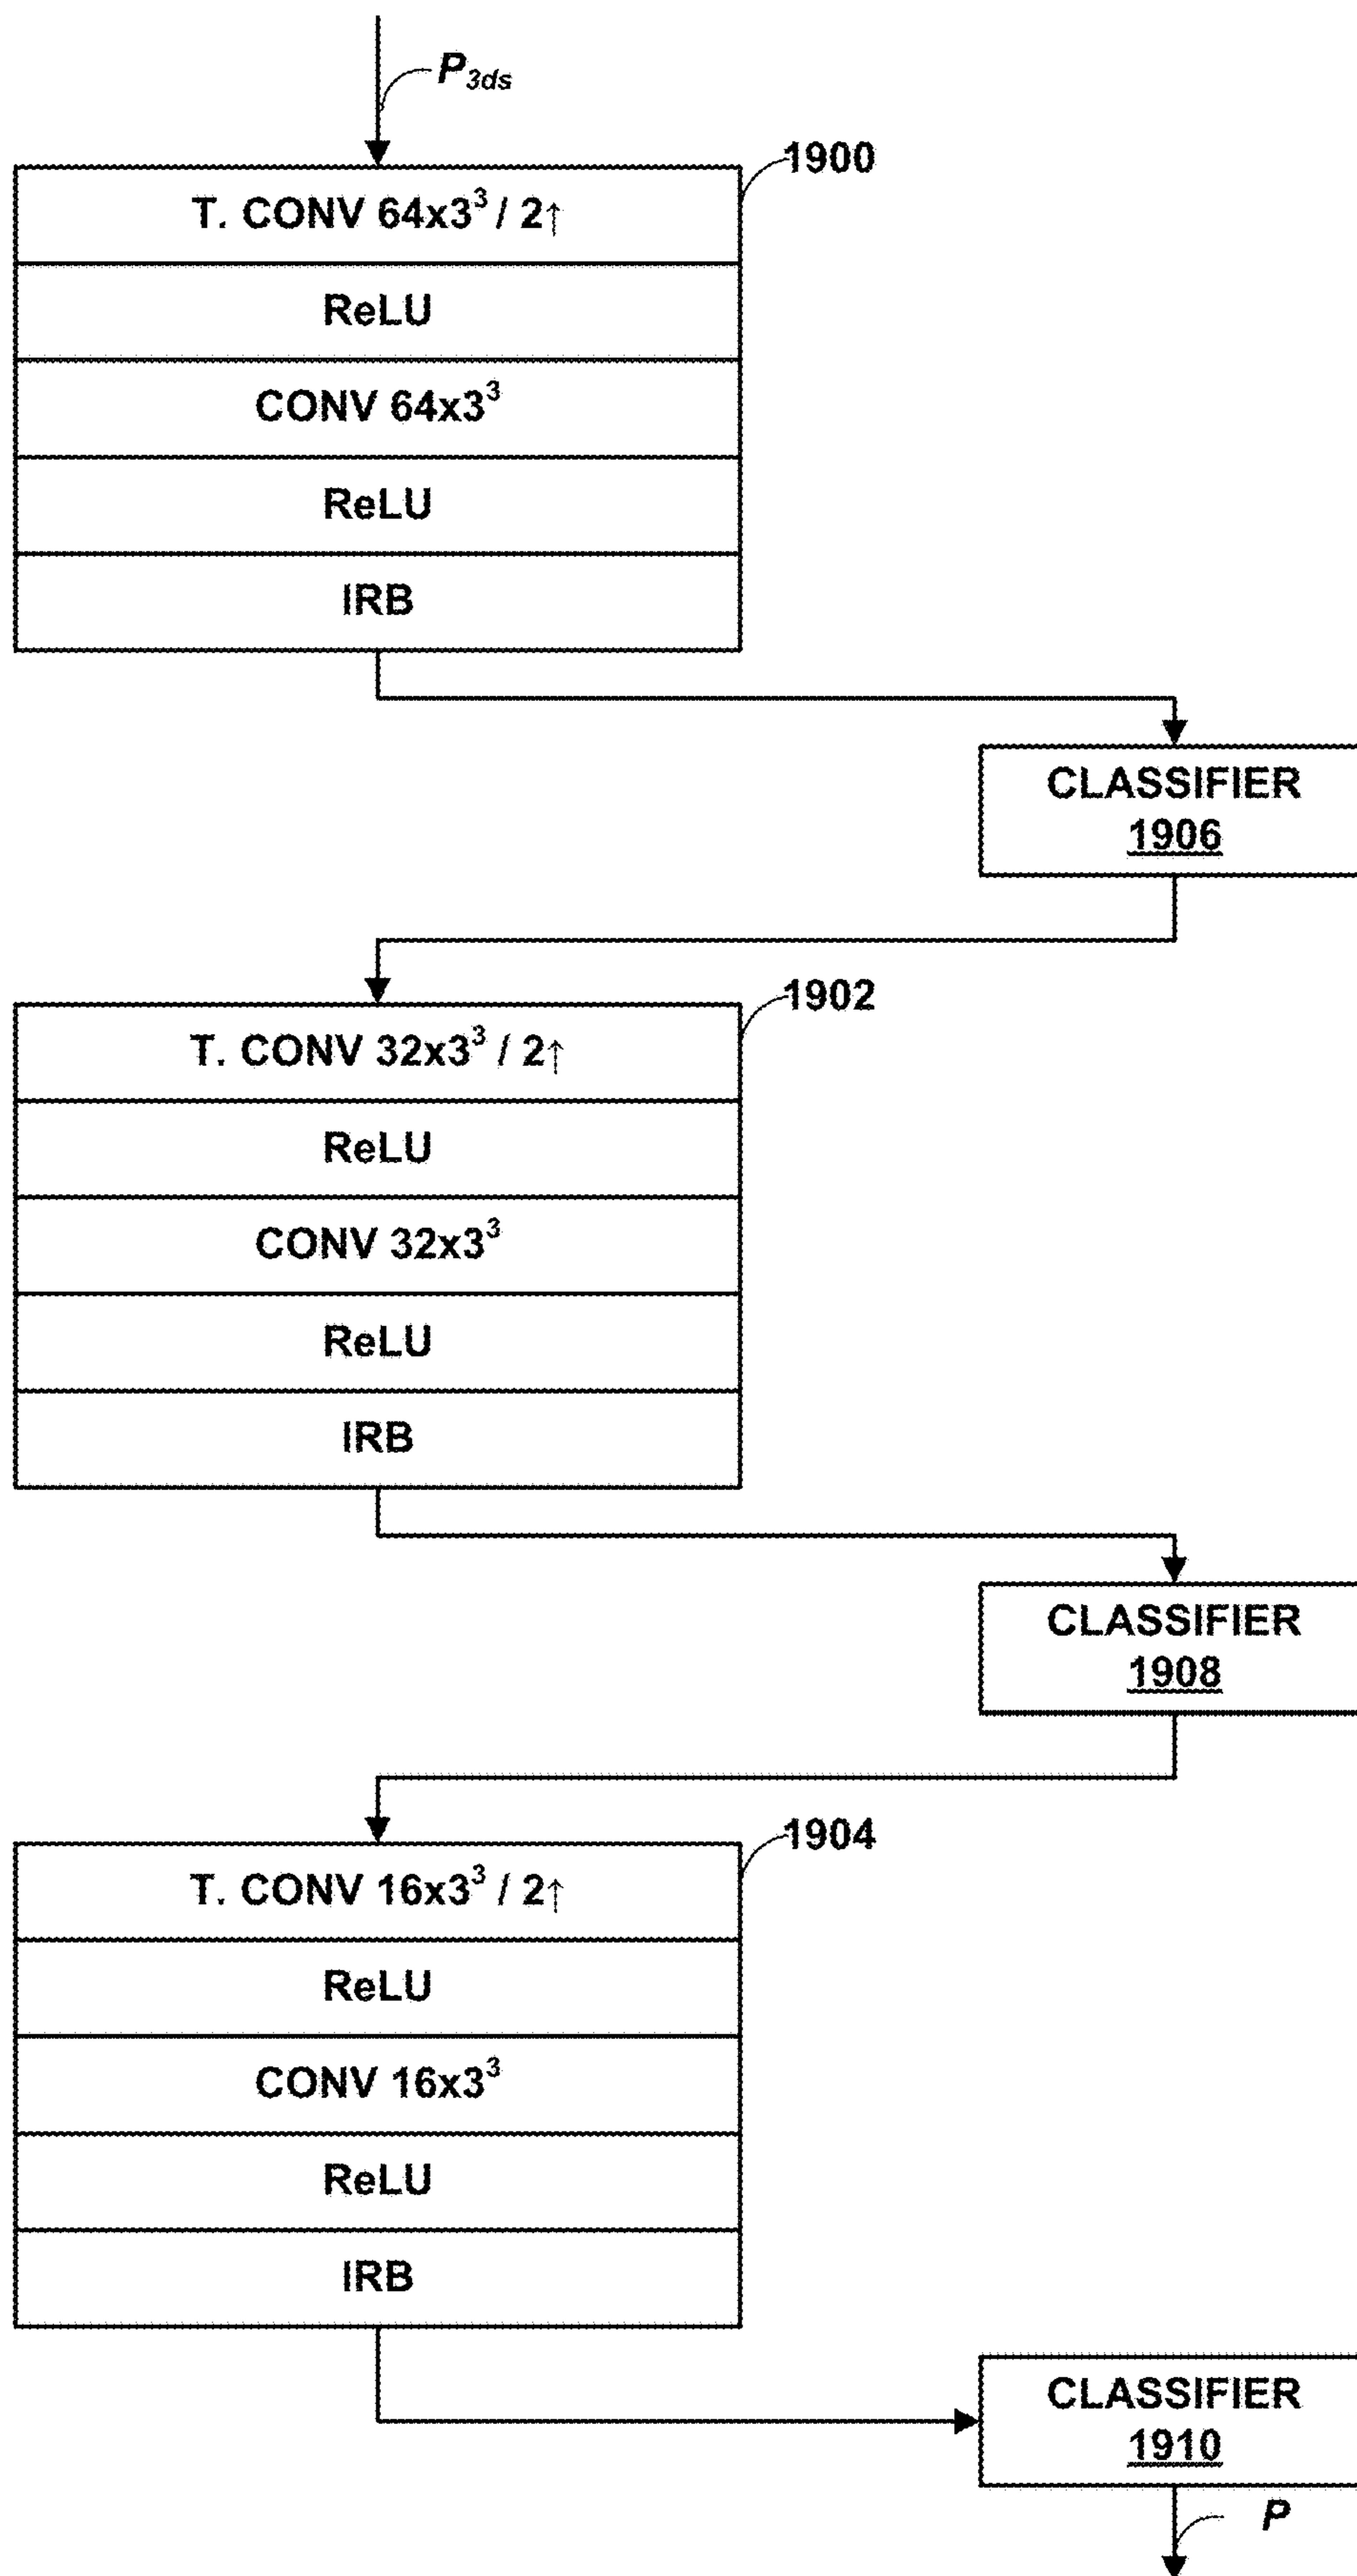 P3ds
1900
T. CONV 64x3³ / 2↑
ReLU
CONV 64x3³
ReLU
IRB
CLASSIFIER
1906
1902
T. CONV 32x3³ / 2↑
ReLU
CONV 32x3³
ReLU
IRB
CLASSIFIER
1908
1904
T. CONV 16x3³ / 2↑
ReLU
CONV 16x3³
ReLU
IRB
CLASSIFIER
1910
P